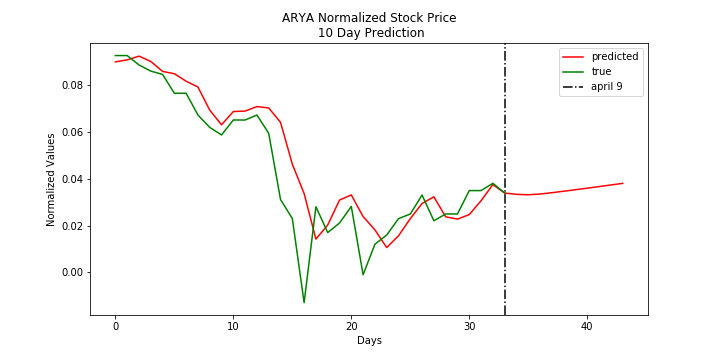 ARYA Normalized Stock Price
10 Day Prediction
predicted
true
april 9
Normalized Values
0.08
0.06
0.04
0.02
0.00
0
10
20
30
40
Days